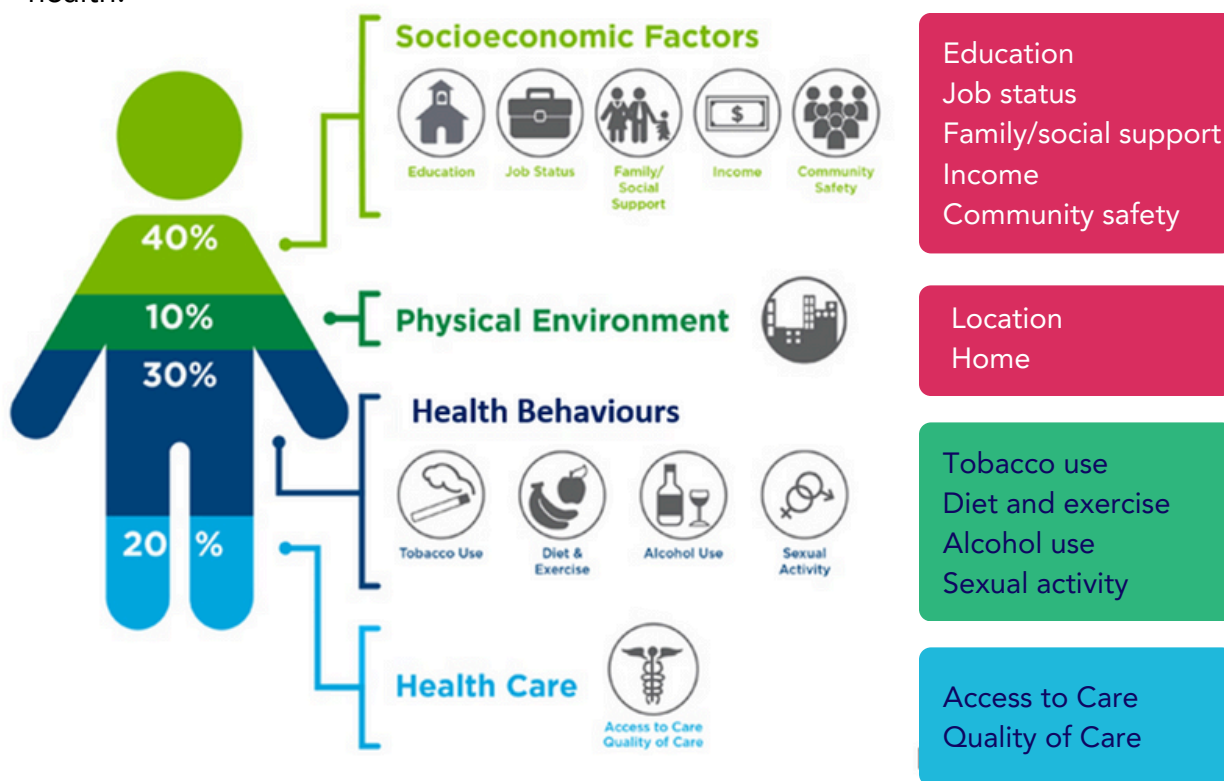 health.
Socioeconomic Factors
Education
Job Status
Family/
Social
Support
Income
Community
Safety
40%
10%
30%
20 %
Physical Environment
Health Behaviours
Tobacco Use
Diet &
Exercise
Alcohol Use
Sexual
Activity
Health Care
Access to Care
Quality of Care
Education
Job status
Family/social support
Income
Community safety
Location
Home
Tobacco use
Diet and exercise
Alcohol use
Sexual activity
Access to Care
Quality of Care